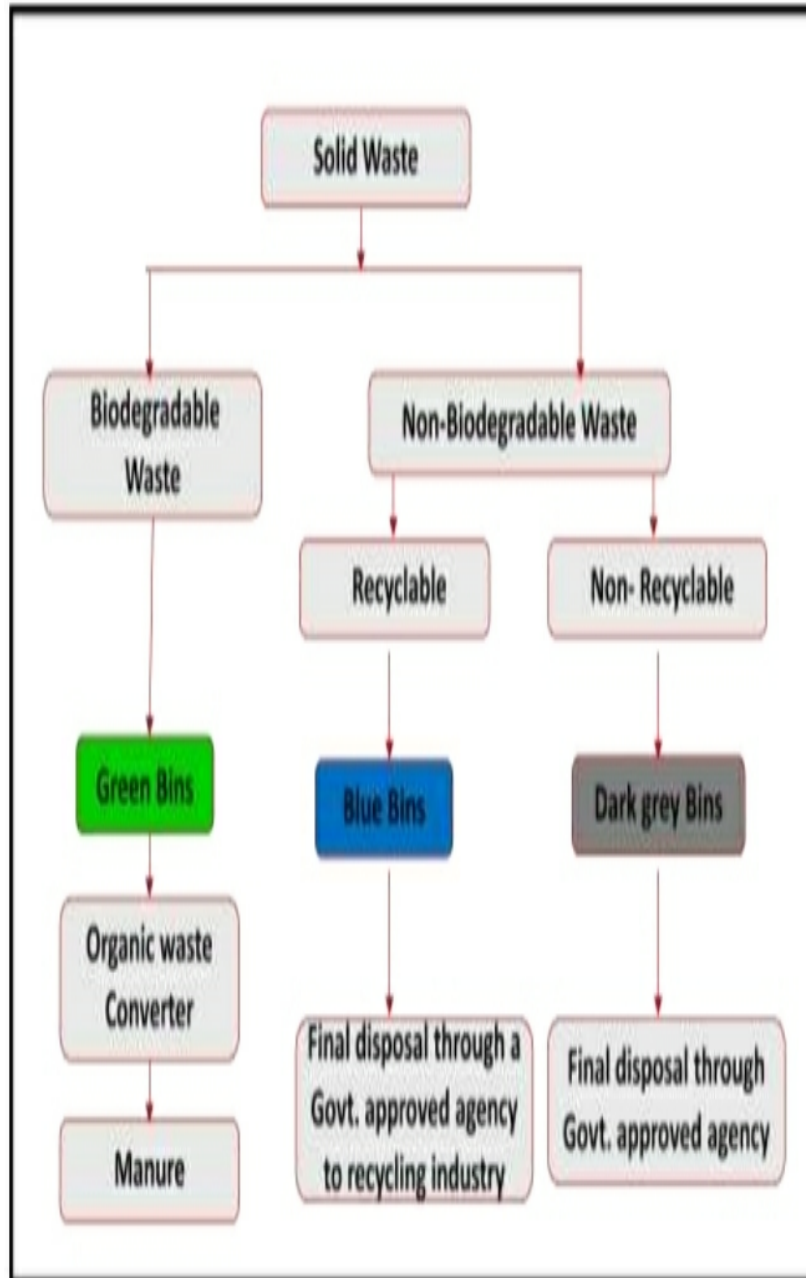 Solid Waste
Biodegradable
Waste
Non-Biodegradable Waste
Recyclable
Non- Recyclable
Green Bins
Blue Bins
Dark grey Bins
Organic waste
Converter
Manure
Final disposal through a
Govt. approved agency
to recycling industry
Final disposal through
Govt. approved agency